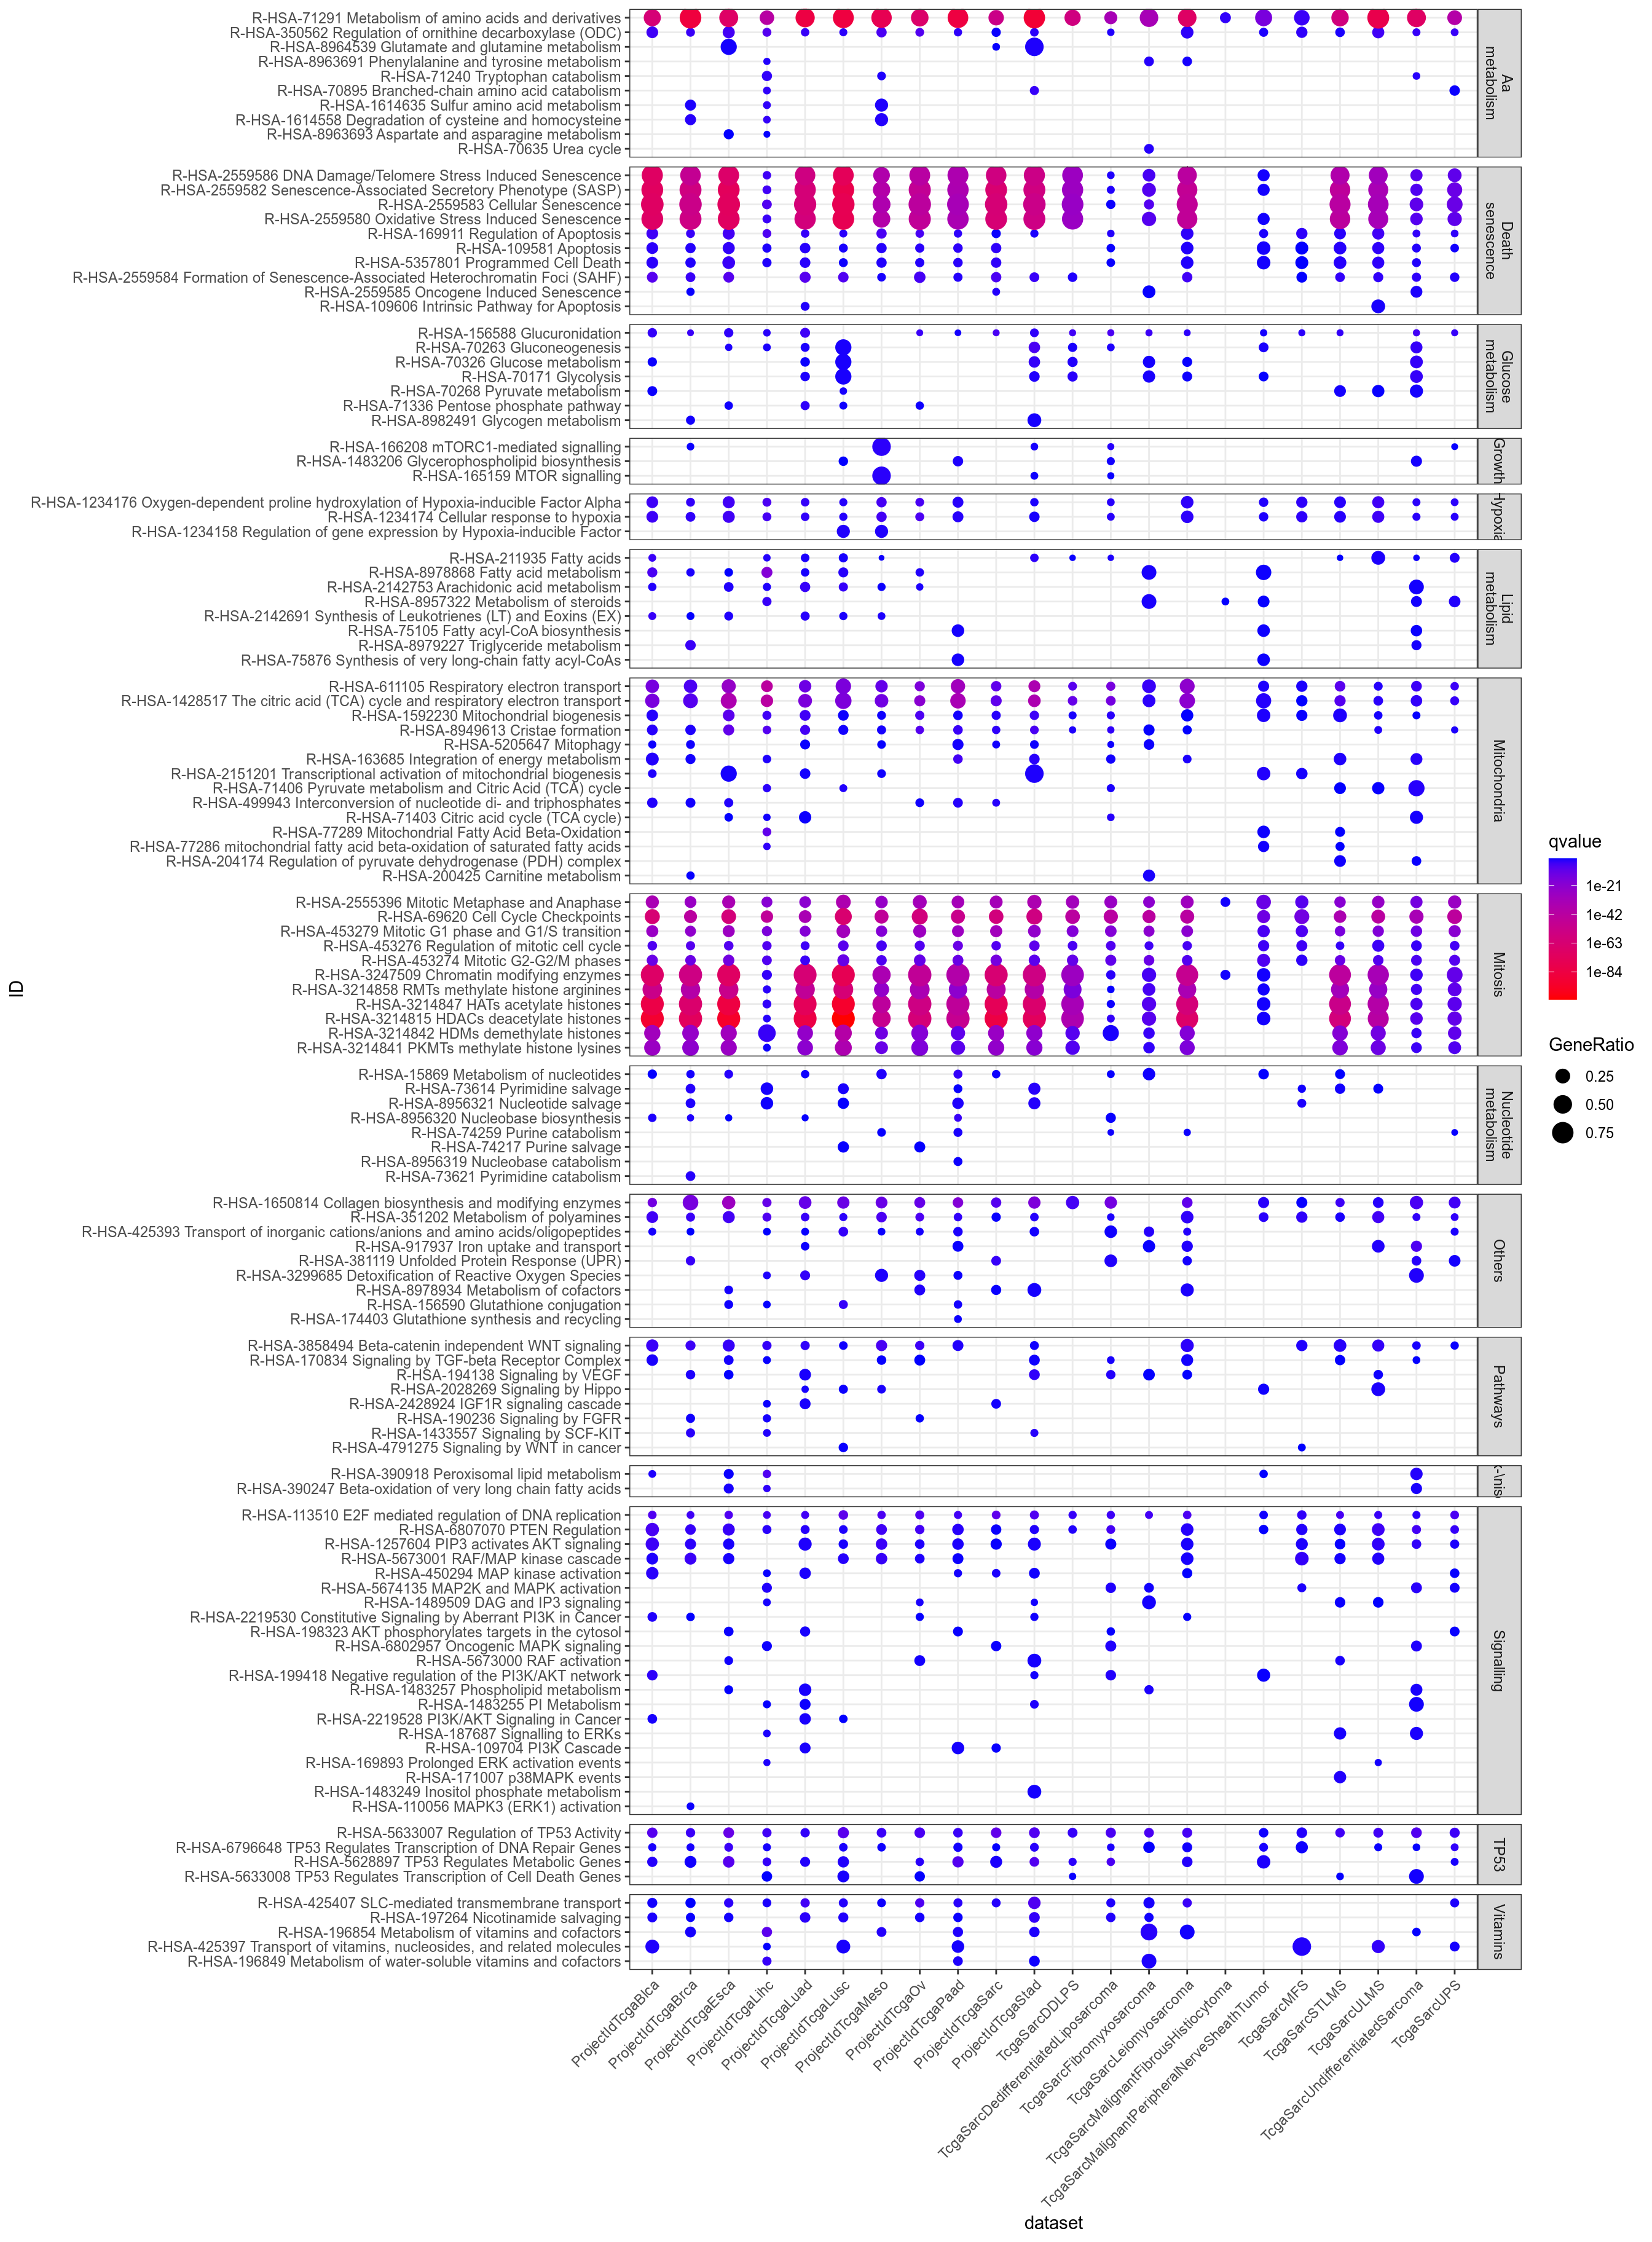 R-HSA-71291 Metabolism of amino acids and derivatives
R-HSA-350562 Regulation of ornithine decarboxylase (ODC)
R-HSA-8964539 Glutamate and glutamine metabolism
R-HSA-8963691 Phenylalanine and tyrosine metabolism
R-HSA-71240 Tryptophan catabolism
R-HSA-70895 Branched-chain amino acid catabolism
R-HSA-1614635 Sulfur amino acid metabolism
R-HSA-1614558 Degradation of cysteine and homocysteine
R-HSA-8963693 Aspartate and asparagine metabolism
R-HSA-70635 Urea cycle
Aa
metabolism
R-HSA-2559586 DNA Damage/Telomere Stress Induced Senescence
R-HSA-2559582 Senescence-Associated Secretory Phenotype (SASP)
R-HSA-2559583 Cellular Senescence
R-HSA-2559580 Oxidative Stress Induced Senescence
R-HSA-169911 Regulation of Apoptosis
R-HSA-109581 Apoptosis
R-HSA-5357801 Programmed Cell Death
R-HSA-2559584 Formation of Senescence-Associated Heterochromatin Foci (SAHF)
R-HSA-2559585 Oncogene Induced Senescence
R-HSA-109606 Intrinsic Pathway for Apoptosis
Death
senescence
R-HSA-156588 Glucuronidation
R-HSA-70263 Gluconeogenesis
R-HSA-70326 Glucose metabolism
R-HSA-70171 Glycolysis
R-HSA-70268 Pyruvate metabolism
R-HSA-71336 Pentose phosphate pathway
R-HSA-8982491 Glycogen metabolism
Glucose
metabolism
R-HSA-166208 mTORC1-mediated signalling
R-HSA-1483206 Glycerophospholipid biosynthesis
R-HSA-165159 MTOR signalling
Growth
R-HSA-1234176 Oxygen-dependent proline hydroxylation of Hypoxia-inducible Factor Alpha
R-HSA-1234174 Cellular response to hypoxia
R-HSA-1234158 Regulation of gene expression by Hypoxia-inducible Factor
Hypoxia
R-HSA-211935 Fatty acids
R-HSA-8978868 Fatty acid metabolism
R-HSA-2142753 Arachidonic acid metabolism
R-HSA-8957322 Metabolism of steroids
R-HSA-2142691 Synthesis of Leukotrienes (LT) and Eoxins (EX)
R-HSA-75105 Fatty acyl-CoA biosynthesis
R-HSA-8979227 Triglyceride metabolism
R-HSA-75876 Synthesis of very long-chain fatty acyl-CoAs
Lipid
metabolism
R-HSA-611105 Respiratory electron transport
R-HSA-1428517 The citric acid (TCA) cycle and respiratory electron transport
R-HSA-1592230 Mitochondrial biogenesis
R-HSA-8949613 Cristae formation
R-HSA-5205647 Mitophagy
R-HSA-163685 Integration of energy metabolism
R-HSA-2151201 Transcriptional activation of mitochondrial biogenesis
R-HSA-71406 Pyruvate metabolism and Citric Acid (TCA) cycle
R-HSA-499943 Interconversion of nucleotide di- and triphosphates
R-HSA-71403 Citric acid cycle (TCA cycle)
R-HSA-77289 Mitochondrial Fatty Acid Beta-Oxidation
R-HSA-77286 mitochondrial fatty acid beta-oxidation of saturated fatty acids
R-HSA-204174 Regulation of pyruvate dehydrogenase (PDH) complex
R-HSA-200425 Carnitine metabolism
Mitochondria
R-HSA-2555396 Mitotic Metaphase and Anaphase
R-HSA-69620 Cell Cycle Checkpoints
R-HSA-453279 Mitotic G1 phase and G1/S transition
R-HSA-453276 Regulation of mitotic cell cycle
R-HSA-453274 Mitotic G2-G2/M phases
R-HSA-3247509 Chromatin modifying enzymes
R-HSA-3214858 RMTs methylate histone arginines
R-HSA-3214847 HATs acetylate histones
R-HSA-3214815 HDACs deacetylate histones
R-HSA-3214842 HDMs demethylate histones
R-HSA-3214841 PKMTs methylate histone lysines
Mitosis
R-HSA-15869 Metabolism of nucleotides
R-HSA-73614 Pyrimidine salvage
R-HSA-8956321 Nucleotide salvage
R-HSA-8956320 Nucleobase biosynthesis
R-HSA-74259 Purine catabolism
R-HSA-74217 Purine salvage
R-HSA-8956319 Nucleobase catabolism
R-HSA-73621 Pyrimidine catabolism
Nucleotide
metabolism
R-HSA-1650814 Collagen biosynthesis and modifying enzymes
R-HSA-351202 Metabolism of polyamines
R-HSA-425393 Transport of inorganic cations/anions and amino acids/oligopeptides
R-HSA-917937 Iron uptake and transport
R-HSA-381119 Unfolded Protein Response (UPR)
R-HSA-3299685 Detoxification of Reactive Oxygen Species
R-HSA-8978934 Metabolism of cofactors
R-HSA-156590 Glutathione conjugation
R-HSA-174403 Glutathione synthesis and recycling
Others
R-HSA-3858494 Beta-catenin independent WNT signaling
R-HSA-170834 Signaling by TGF-beta Receptor Complex
R-HSA-194138 Signaling by VEGF
R-HSA-2028269 Signaling by Hippo
R-HSA-2428924 IGF1R signaling cascade
R-HSA-190236 Signaling by FGFR
R-HSA-1433557 Signaling by SCF-KIT
R-HSA-4791275 Signaling by WNT in cancer
Pathways
R-HSA-390918 Peroxisomal lipid metabolism
R-HSA-390247 Beta-oxidation of very long chain fatty acids
R-HSA-113510 E2F mediated regulation of DNA replication
R-HSA-6807070 PTEN Regulation
R-HSA-1257604 PIP3 activates AKT signaling
R-HSA-5673001 RAF/MAP kinase cascade
R-HSA-450294 MAP kinase activation
R-HSA-5674135 MAP2K and MAPK activation
R-HSA-1489509 DAG and IP3 signaling
R-HSA-2219530 Constitutive Signaling by Aberrant PI3K in Cancer
R-HSA-198323 AKT phosphorylates targets in the cytosol
R-HSA-6802957 Oncogenic MAPK signaling
R-HSA-5673000 RAF activation
R-HSA-199418 Negative regulation of the PI3K/AKT network
R-HSA-1483257 Phospholipid metabolism
R-HSA-1483255 PI Metabolism
R-HSA-2219528 PI3K/AKT Signaling in Cancer
R-HSA-187687 Signalling to ERKs
R-HSA-109704 PI3K Cascade
R-HSA-169893 Prolonged ERK activation events
R-HSA-171007 p38MAPK events
R-HSA-1483249 Inositol phosphate metabolism
R-HSA-110056 MAPK3 (ERK1) activation
Signalling
R-HSA-5633007 Regulation of TP53 Activity
R-HSA-6796648 TP53 Regulates Transcription of DNA Repair Genes
R-HSA-5628897 TP53 Regulates Metabolic Genes
R-HSA-5633008 TP53 Regulates Transcription of Cell Death Genes
TP53
R-HSA-425407 SLC-mediated transmembrane transport
R-HSA-197264 Nicotinamide salvaging
R-HSA-196854 Metabolism of vitamins and cofactors
R-HSA-425397 Transport of vitamins, nucleosides, and related molecules
R-HSA-196849 Metabolism of water-soluble vitamins and cofactors
Vitamins
ID
ProjectIdTcgaBlca
ProjectIdTcgaBrca
ProjectIdTcgaEsca
ProjectIdTcgaLihc
ProjectIdTcgaLuad
ProjectIdTcgaLusc
ProjectIdTcgaMeso
ProjectIdTcgaOv
ProjectIdTcgaPaad
ProjectIdTcgaSarc
ProjectIdTcgaStad
TcgaSarcDDLPS
TcgaSarcDedifferentiatedLiposarcoma
TcgaSarcFibromyxosarcoma
TcgaSarcLeiomyosarcoma
TcgaSarcMalignantFibrousHistiocytoma
TcgaSarcMalignantPeripheralNerveSheathTumor
TcgaSarcMFS
TcgaSarcSTLMS
TcgaSarcULMS
TcgaSarcUndifferentiatedSarcoma
TcgaSarcUPS
dataset
qvalue
1e-21
1e-42
1e-63
1e-84
GeneRatio
0.25
0.50
0.75